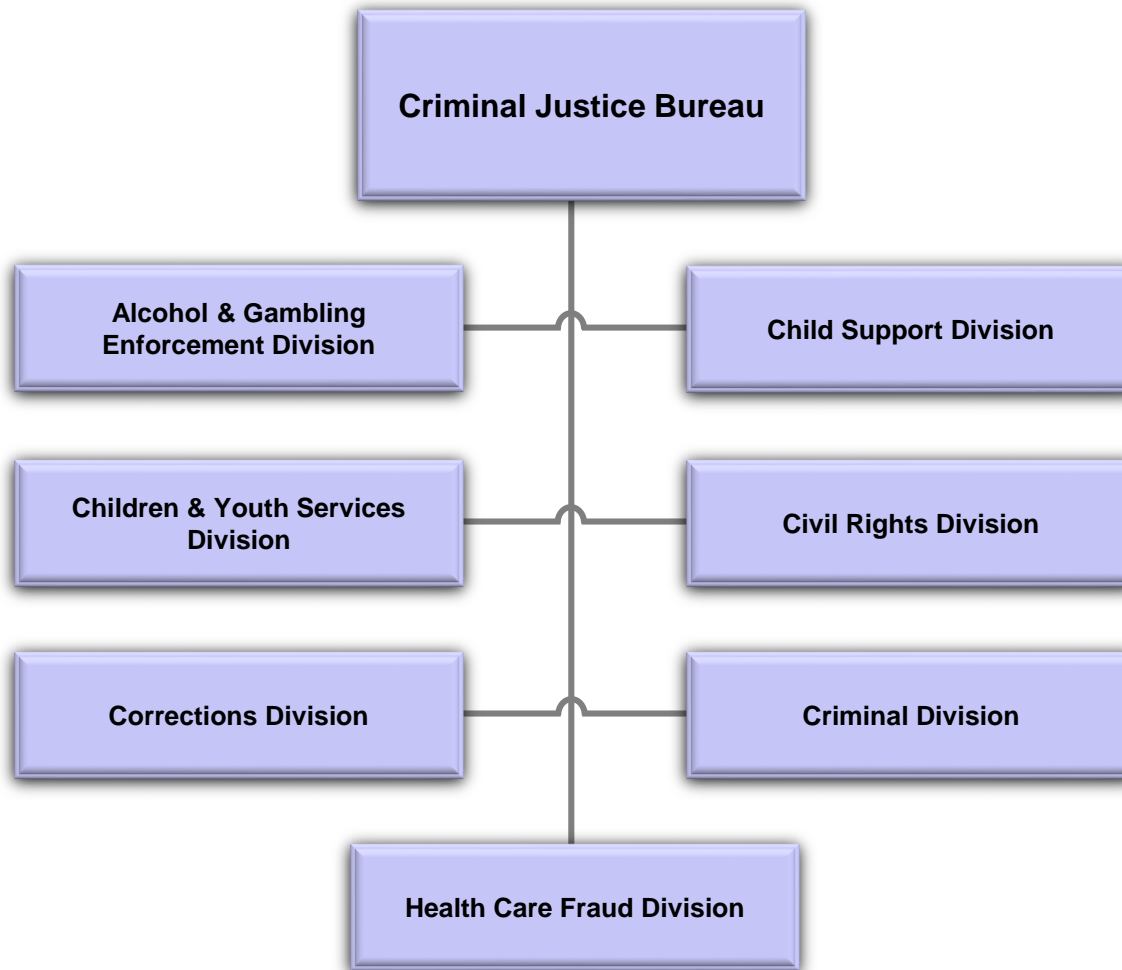 Criminal Justice Bureau
Alcohol & Gambling
Enforcement Division
Child Support Division
Children & Youth Services
Division
Civil Rights Division
Corrections Division
Criminal Division
Health Care Fraud Division